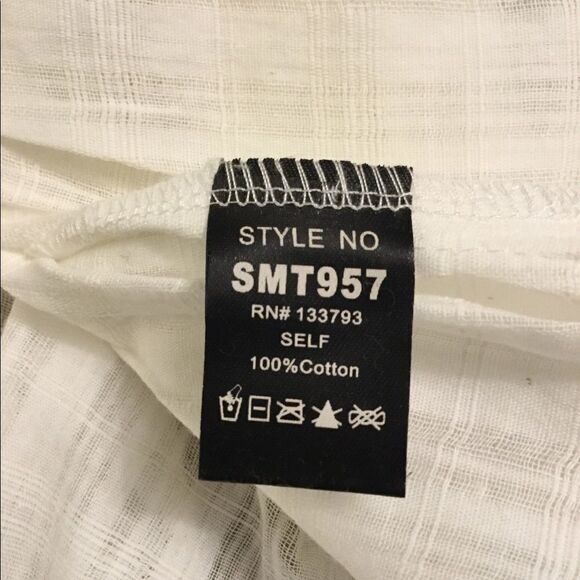 STYLE NO
SMT957
RN# 133793
SELF
100%Cotton